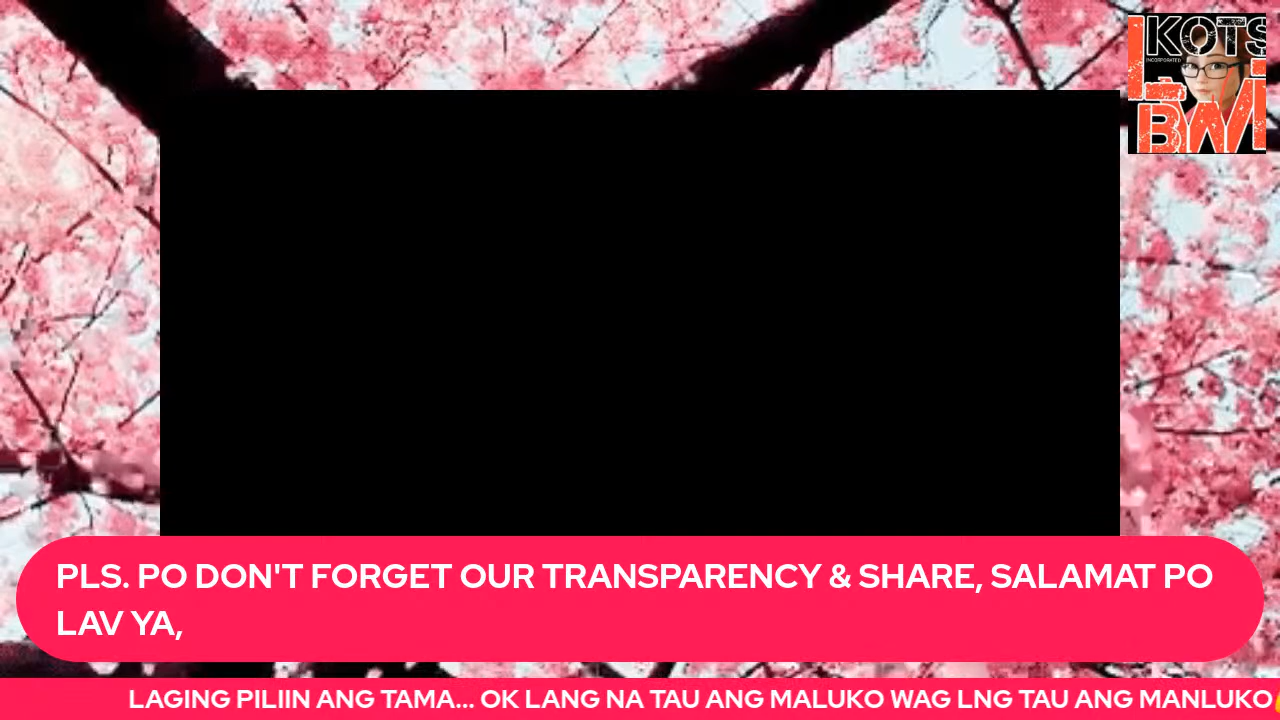 KOTS
INCORPORATED
BW
PLS. PO DON'T FORGET OUR TRANSPARENCY & SHARE, SALAMAT PO
LAV YA,
LAGING PILIIN ANG TAMA... OK LANG NA TAU ANG MALUKO WAG LNG TAU ANG MANLUKO